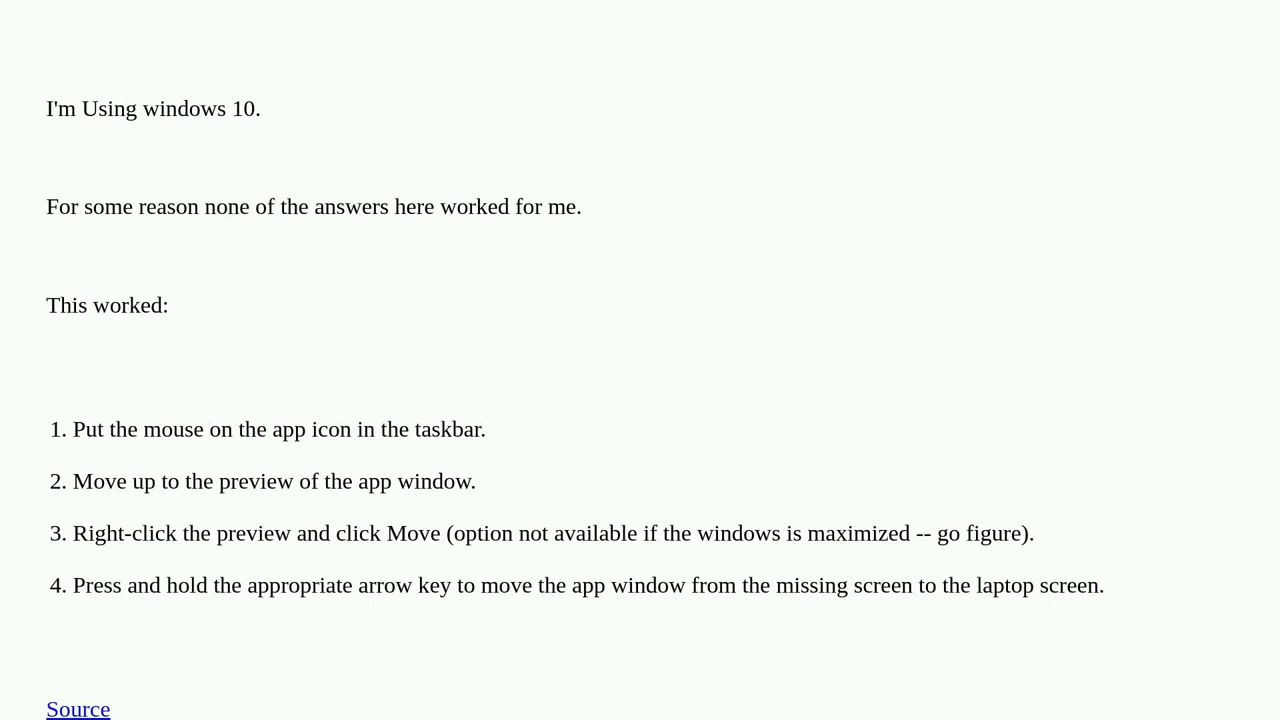 I'm Using windows 10.
For some reason none of the answers here worked for me.
This worked:
1. Put the mouse on the app icon in the taskbar.
2. Move up to the preview of the app window.
3. Right-click the preview and click Move (option not available if the windows is maximized -- go figure).
4. Press and hold the appropriate arrow key to move the app window from the missing screen to the laptop screen.
Source